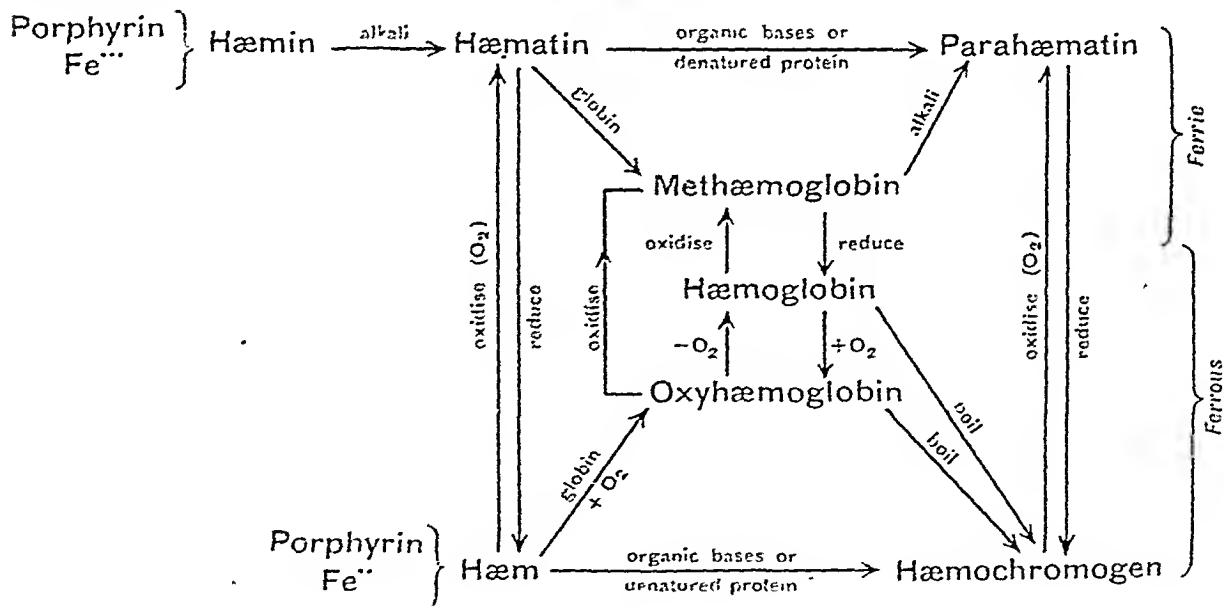 Porphyrin
Fe···
Hæmin
alkali
Hæmatin
organic bases or
denatured protein
Parahæmatin
globin
alkali
Ferric
Methæmoglobin
oxidise
reduce
oxidise (O₂)
reduce
oxidise
Hæmoglobin
oxidise (O₂)
reduce
−O₂
+O₂
Oxyhæmoglobin
boil
boil
Ferrous
globin
+ O₂
Porphyrin
Fe··
Hæm
organic bases or
denatured protein
Hæmochromogen